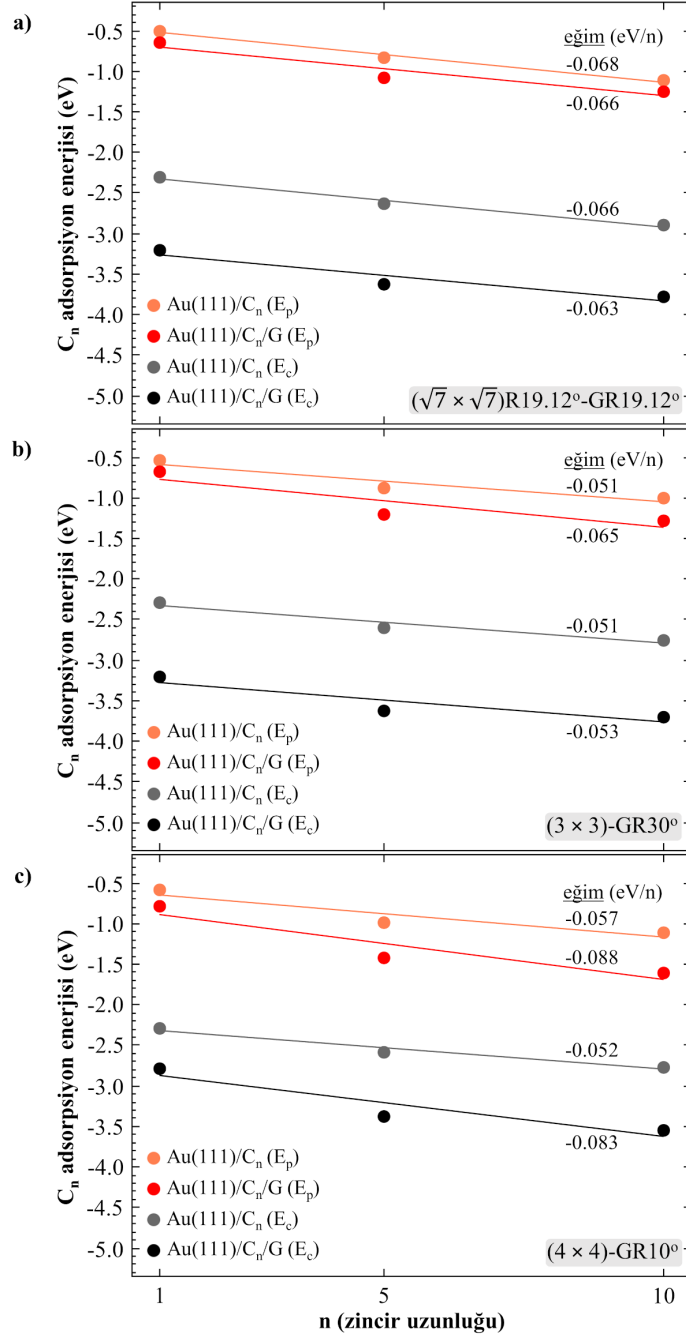 a)
Cₙ adsorpsiyon enerjisi (eV)
-0.5
-1.0
-1.5
-2.0
-2.5
-3.0
-3.5
-4.0
-4.5
-5.0
eğim (eV/n)
-0.068
-0.066
-0.066
-0.063
Au(111)/Cₙ (Eₚ)
Au(111)/Cₙ/G (Eₚ)
Au(111)/Cₙ (E_c)
Au(111)/Cₙ/G (E_c)
(√7 × √7)R19.12°-GR19.12°
b)
Cₙ adsorpsiyon enerjisi (eV)
-0.5
-1.0
-1.5
-2.0
-2.5
-3.0
-3.5
-4.0
-4.5
-5.0
eğim (eV/n)
-0.051
-0.065
-0.051
-0.053
Au(111)/Cₙ (Eₚ)
Au(111)/Cₙ/G (Eₚ)
Au(111)/Cₙ (E_c)
Au(111)/Cₙ/G (E_c)
(3 × 3)-GR30°
c)
Cₙ adsorpsiyon enerjisi (eV)
-0.5
-1.0
-1.5
-2.0
-2.5
-3.0
-3.5
-4.0
-4.5
-5.0
eğim (eV/n)
-0.057
-0.088
-0.052
-0.083
Au(111)/Cₙ (Eₚ)
Au(111)/Cₙ/G (Eₚ)
Au(111)/Cₙ (E_c)
Au(111)/Cₙ/G (E_c)
(4 × 4)-GR10°
1 5 10
n (zincir uzunluğu)